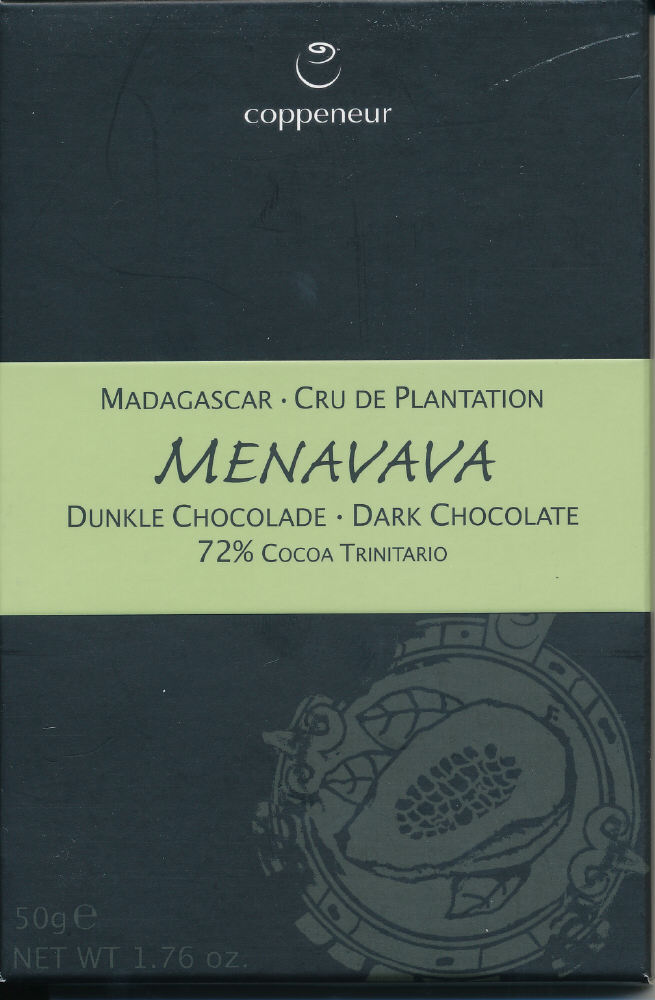 coppeneur
MADAGASCAR · CRU DE PLANTATION
MENAVAVA
DUNKLE CHOCOLADE · DARK CHOCOLATE
72% COCOA TRINITARIO
50g e
NET WT 1.76 oz.